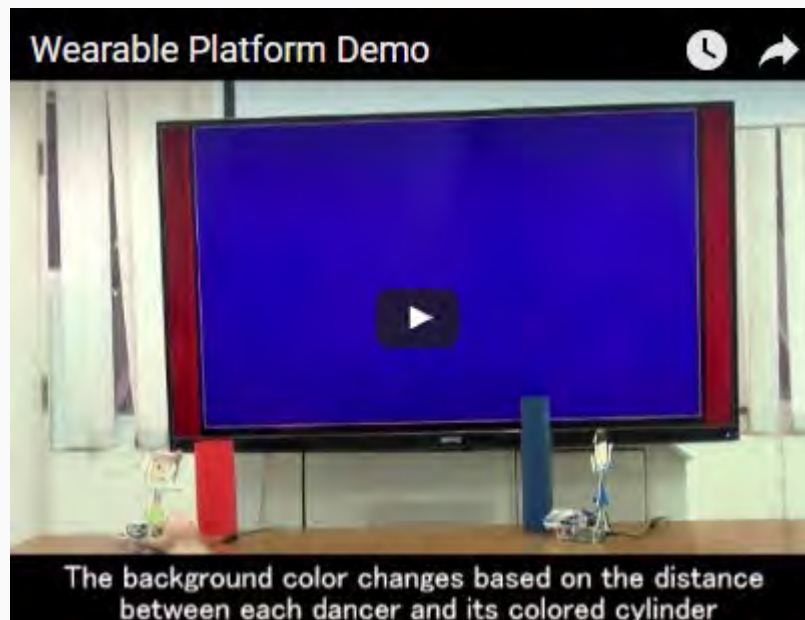 Wearable Platform Demo
The background color changes based on the distance
between each dancer and its colored cylinder